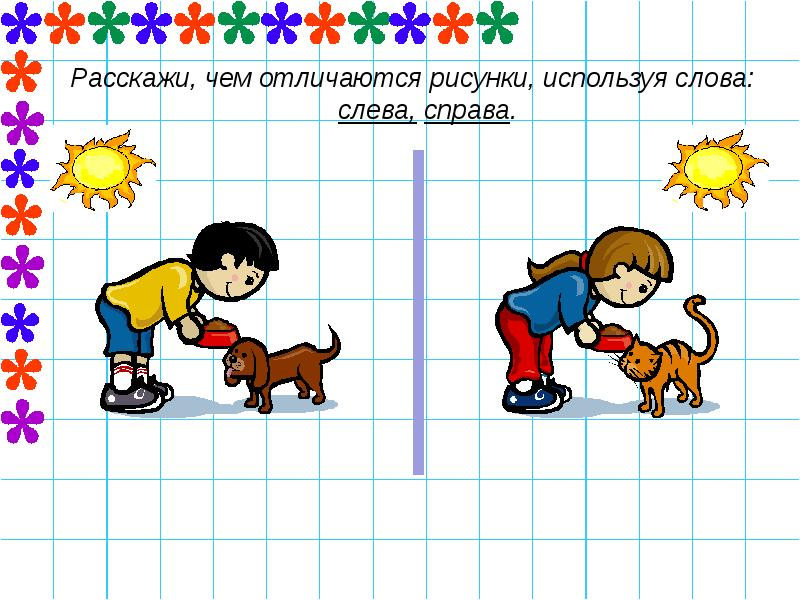 Расскажи, чем отличаются рисунки, используя слова:
слева, справа.